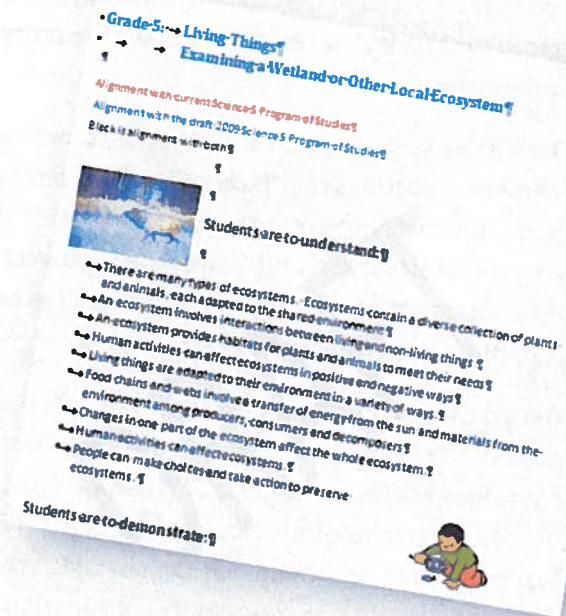 •Grade 5: → Living Things¶
→ → Examining a Wetland or Other Local Ecosystem¶
¶
Alignment with current Science 5 Program of Studies¶
Alignment with the draft 2009 Science 5 Program of Studies¶
Black is alignment with both¶
¶
¶
Students are to understand:¶
¶
→There are many types of ecosystems. Ecosystems contain a diverse collection of plants
and animals, each adapted to the shared environment¶
→An ecosystem involves interactions between living and non-living things ¶
→An ecosystem provides habitats for plants and animals to meet their needs¶
→Human activities can effect ecosystems in positive and negative ways¶
→Living things are adapted to their environment in a variety of ways. ¶
→Food chains and webs involve a transfer of energy from the sun and materials from the
environment among producers, consumers and decomposers¶
→Changes in one part of the ecosystem affect the whole ecosystem. ¶
→Human activities can effect ecosystems. ¶
→People can make choices and take action to preserve
ecosystems. ¶
Students are to demonstrate:¶